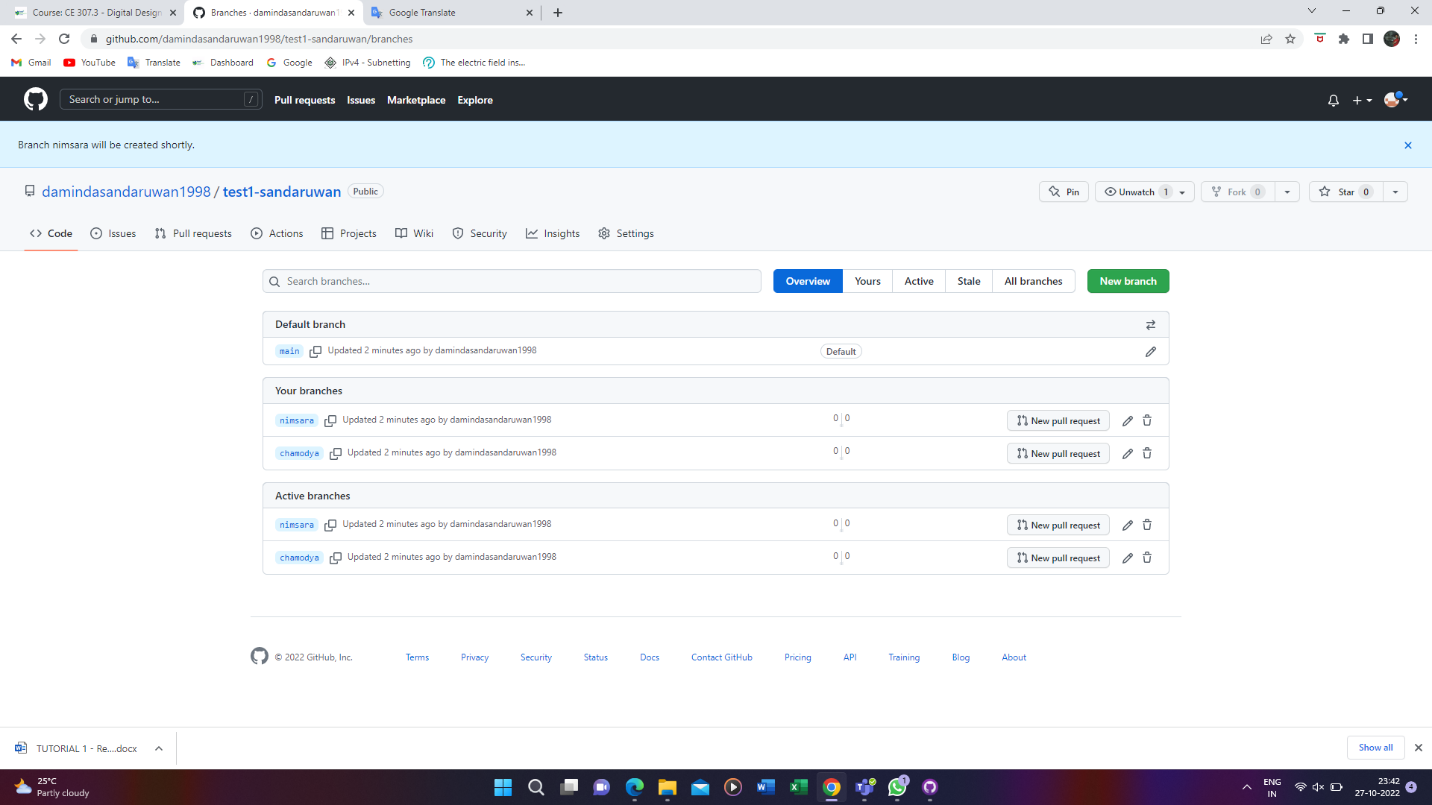 Course: CE 307.3 - Digital Design
Branches · damindasandaruwan1
Google Translate
github.com/damindasandaruwan1998/test1-sandaruwan/branches
Gmail YouTube Translate Dashboard Google IPv4 - Subnetting The electric field ins...
Search or jump to... / Pull requests Issues Marketplace Explore
Branch nimsara will be created shortly.
damindasandaruwan1998 / test1-sandaruwan Public Pin Unwatch 1 Fork 0 Star 0
Code Issues Pull requests Actions Projects Wiki Security Insights Settings
Search branches... Overview Yours Active Stale All branches New branch
Default branch
main Updated 2 minutes ago by damindasandaruwan1998 Default
Your branches
nimsara Updated 2 minutes ago by damindasandaruwan1998 0 0 New pull request
chamodya Updated 2 minutes ago by damindasandaruwan1998 0 0 New pull request
Active branches
nimsara Updated 2 minutes ago by damindasandaruwan1998 0 0 New pull request
chamodya Updated 2 minutes ago by damindasandaruwan1998 0 0 New pull request
© 2022 GitHub, Inc. Terms Privacy Security Status Docs Contact GitHub Pricing API Training Blog About
TUTORIAL 1 - Re....docx Show all
25°C
Partly cloudy
1
ENG
IN
23:42
27-10-2022
4